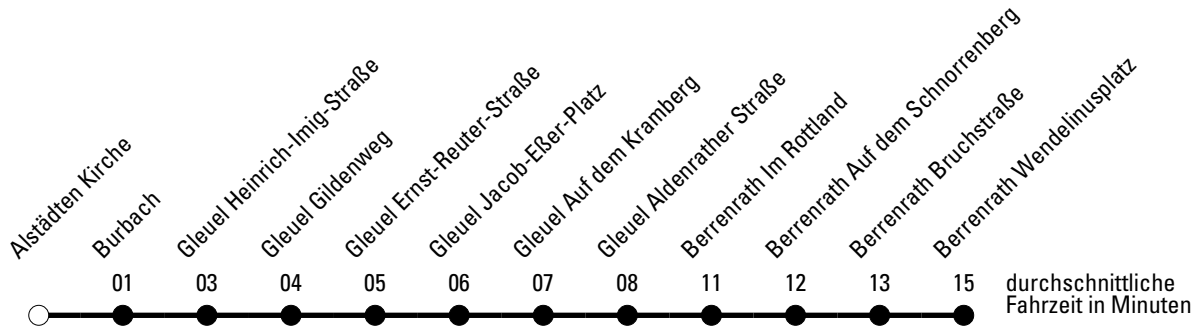 Alstädten Kirche
Burbach
Gleuel Heinrich-Imig-Straße
Gleuel Gildenweg
Gleuel Ernst-Reuter-Straße
Gleuel Jacob-Eßer-Platz
Gleuel Auf dem Kramberg
Gleuel Aldenrather Straße
Berrenrath Im Rottland
Berrenrath Auf dem Schnorrenberg
Berrenrath Bruchstraße
Berrenrath Wendelinusplatz
01 03 04 05 06 07 08 11 12 13 15
durchschnittliche
Fahrzeit in Minuten